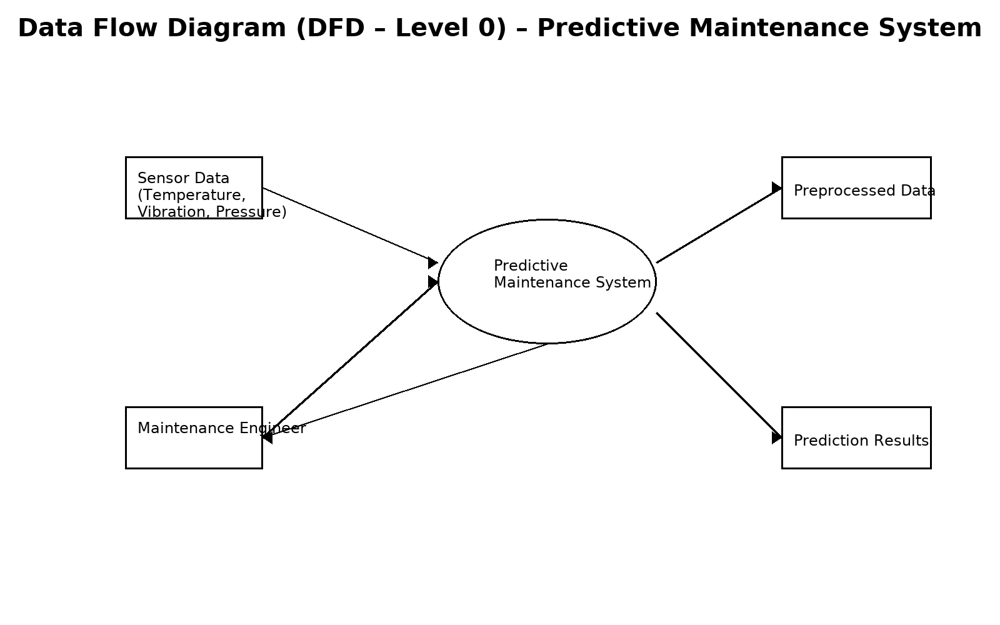 Data Flow Diagram (DFD – Level 0) – Predictive Maintenance System
Sensor Data
(Temperature,
Vibration, Pressure)
Preprocessed Data
Predictive
Maintenance System
Maintenance Engineer
Prediction Results